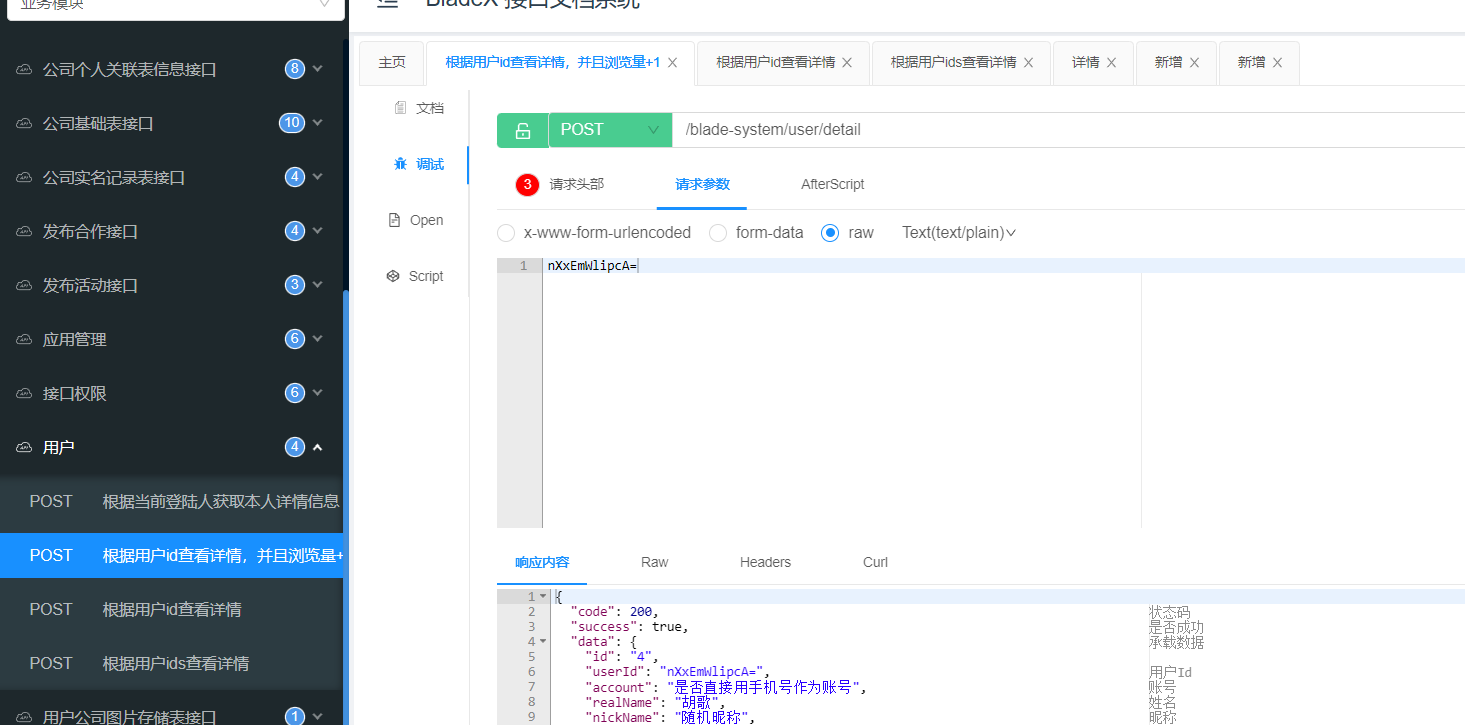 业务模块
BladeX 接口文档系统
公司个人关联表信息接口 8
公司基础表接口 10
公司实名记录表接口 4
发布合作接口 4
发布活动接口 3
应用管理 6
接口权限 6
用户 4
POST 根据当前登陆人获取本人详情信息
POST 根据用户id查看详情，并且浏览量+
POST 根据用户id查看详情
POST 根据用户ids查看详情
用户公司图片存储表接口 1
主页 根据用户id查看详情，并且浏览量+1 根据用户id查看详情 根据用户ids查看详情 详情 新增 新增
文档
调试
Open
Script
POST /blade-system/user/detail
3 请求头部 请求参数 AfterScript
x-www-form-urlencoded form-data raw Text(text/plain)
1 nXxEmWlipcA=
响应内容 Raw Headers Curl
1 {
2 "code": 200, 状态码
3 "success": true, 是否成功
4 "data": { 承载数据
5 "id": "4",
6 "userId": "nXxEmWlipcA=", 用户Id
7 "account": "是否直接用手机号作为账号", 账号
8 "realName": "胡歌", 姓名
9 "nickName": "随机昵称", 昵称